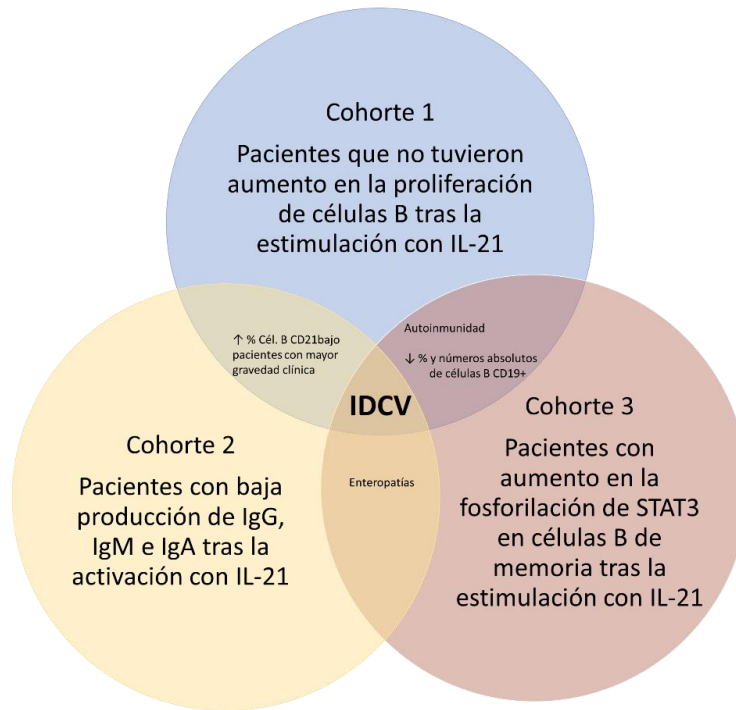 Cohorte 1
Pacientes que no tuvieron
aumento en la proliferación
de células B tras la
estimulación con IL-21
↑ % Cél. B CD21bajo
pacientes con mayor
gravedad clínica
Autoinmunidad
↓ % y números absolutos
de células B CD19+
IDCV
Cohorte 2
Pacientes con baja
producción de IgG,
IgM e IgA tras la
activación con IL-21
Enteropatías
Cohorte 3
Pacientes con
aumento en la
fosforilación de STAT3
en células B de
memoria tras la
estimulación con IL-21